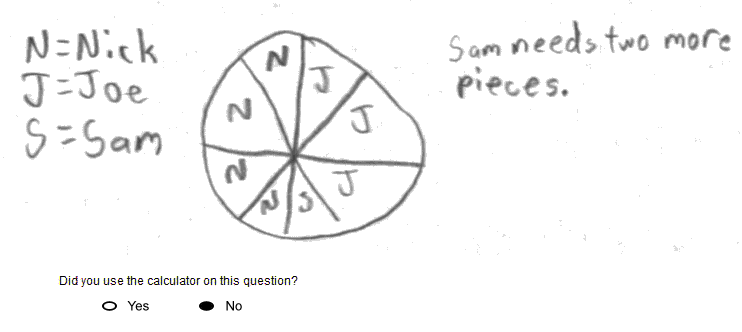 N=Nick
J=Joe
S=Sam
N
J
N
J
N
J
N
S
Sam needs two more
pieces.
Did you use the calculator on this question?
Yes
No